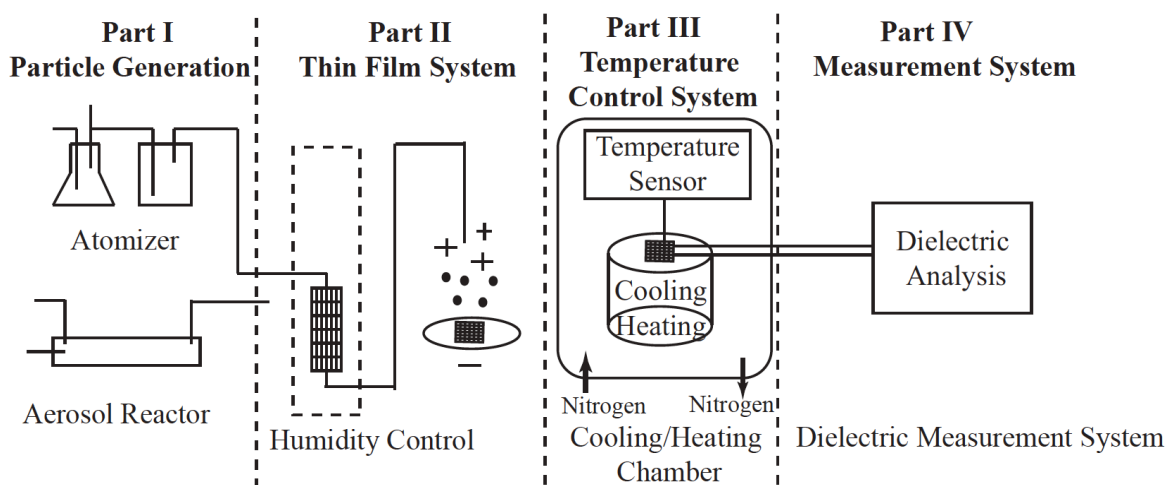 Part I
Particle Generation
Part II
Thin Film System
Part III
Temperature
Control System
Part IV
Measurement System
Atomizer
Aerosol Reactor
Humidity Control
Temperature
Sensor
Cooling
Heating
Nitrogen
Nitrogen
Cooling/Heating
Chamber
Dielectric
Analysis
Dielectric Measurement System